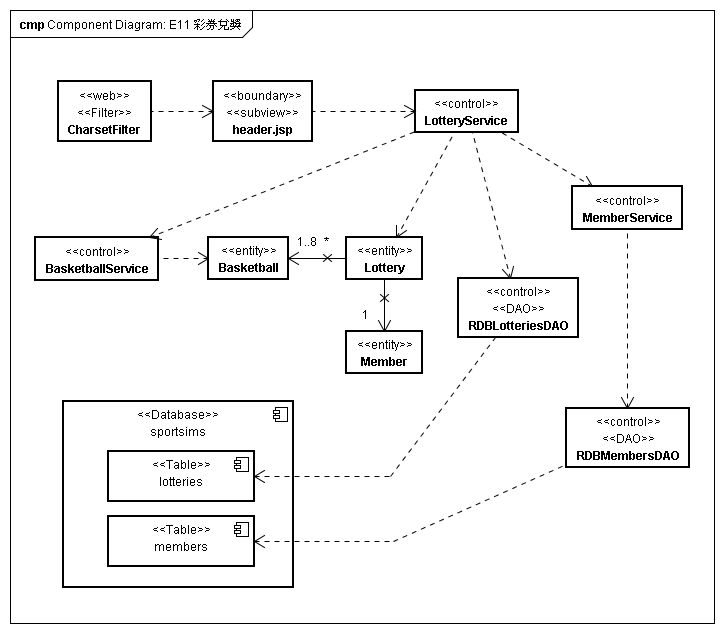 cmp Component Diagram: E11 彩券兌獎
<<web>>
<<Filter>>
CharsetFilter
<<boundary>>
<<subview>>
header.jsp
<<control>>
LotteryService
<<control>>
MemberService
<<control>>
BasketballService
<<entity>>
Basketball
1..8 *
<<entity>>
Lottery
1
<<entity>>
Member
<<control>>
<<DAO>>
RDBLotteriesDAO
<<control>>
<<DAO>>
RDBMembersDAO
<<Database>>
sportsims
<<Table>>
lotteries
<<Table>>
members